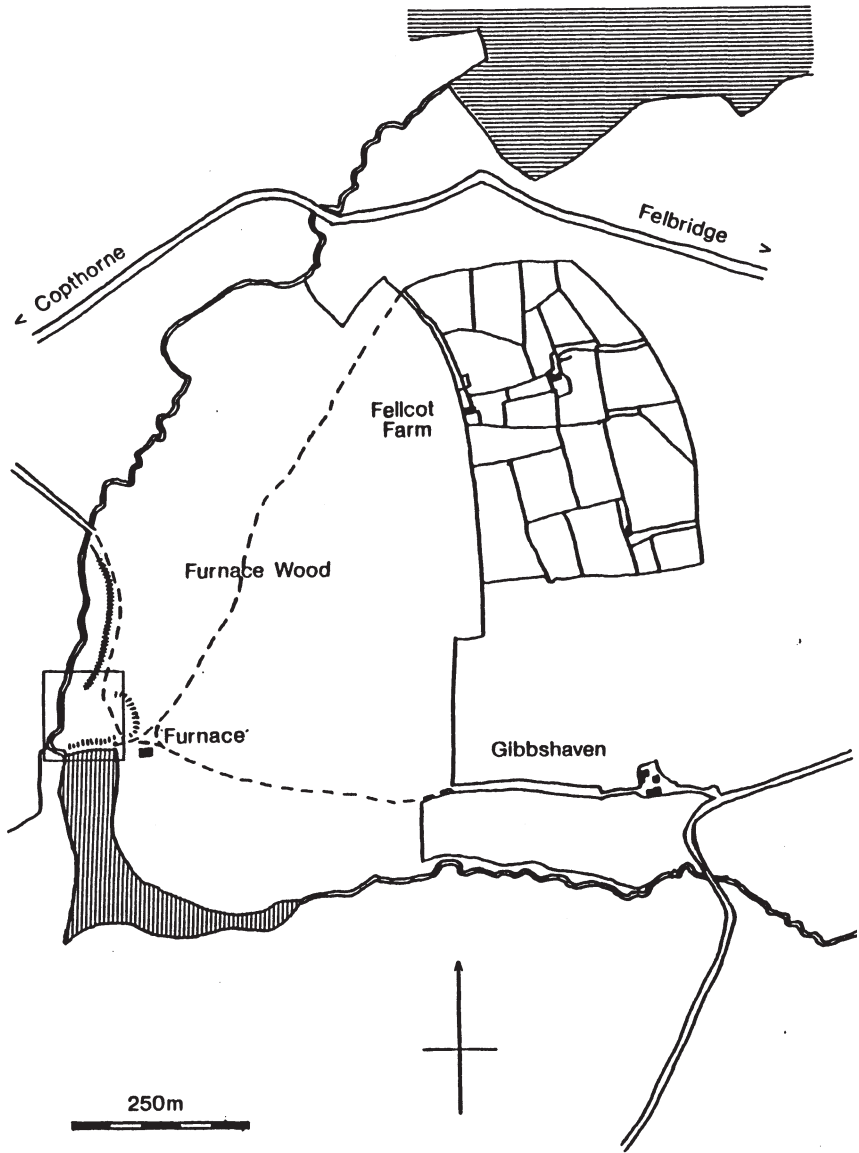 Felbridge
>
Copthorne
<
Fellcot
Farm
Furnace Wood
Furnace
Gibbshaven
250m